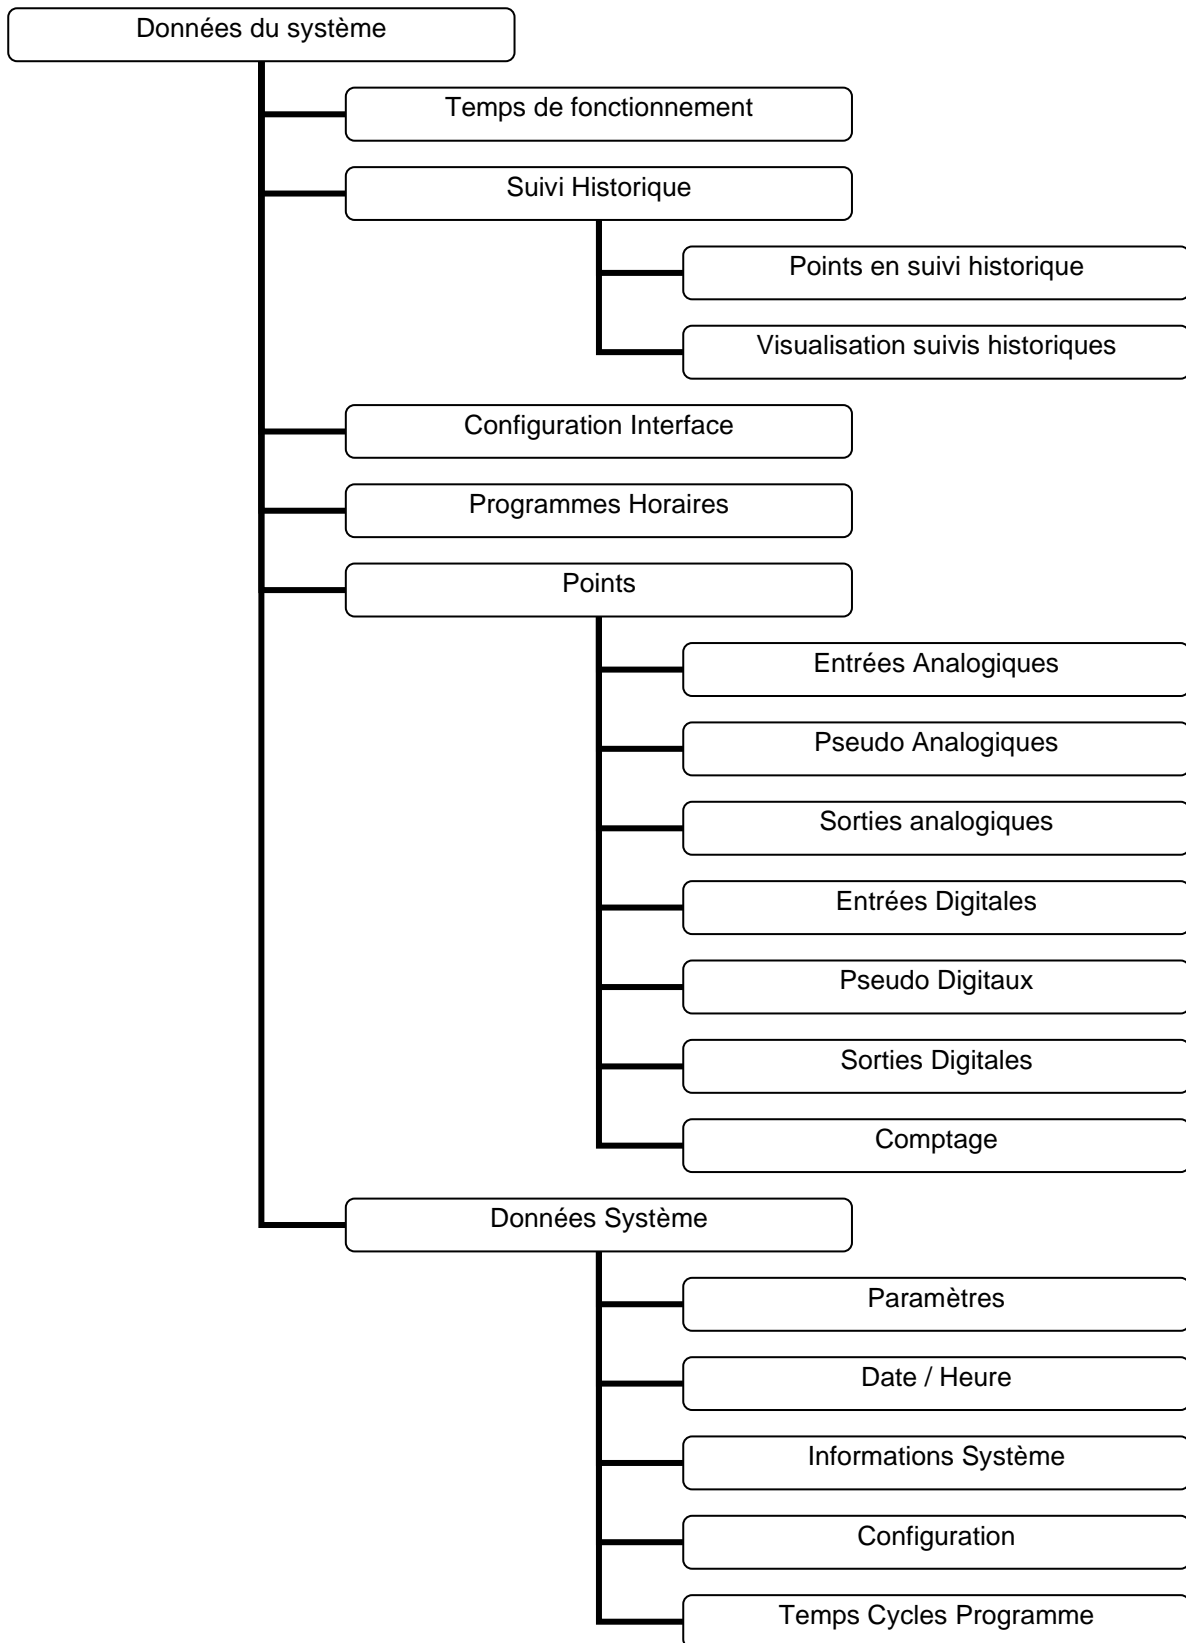 Données du système
Temps de fonctionnement
Suivi Historique
Points en suivi historique
Visualisation suivis historiques
Configuration Interface
Programmes Horaires
Points
Entrées Analogiques
Pseudo Analogiques
Sorties analogiques
Entrées Digitales
Pseudo Digitaux
Sorties Digitales
Comptage
Données Système
Paramètres
Date / Heure
Informations Système
Configuration
Temps Cycles Programme